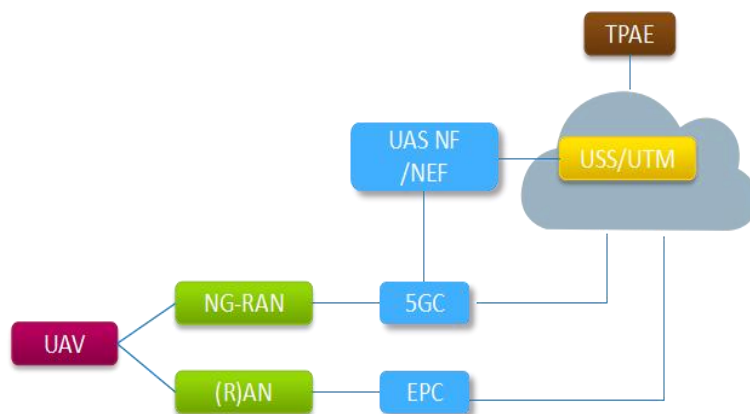 TPAE
UAS NF
/NEF
USS/UTM
NG-RAN
5GC
UAV
(R)AN
EPC